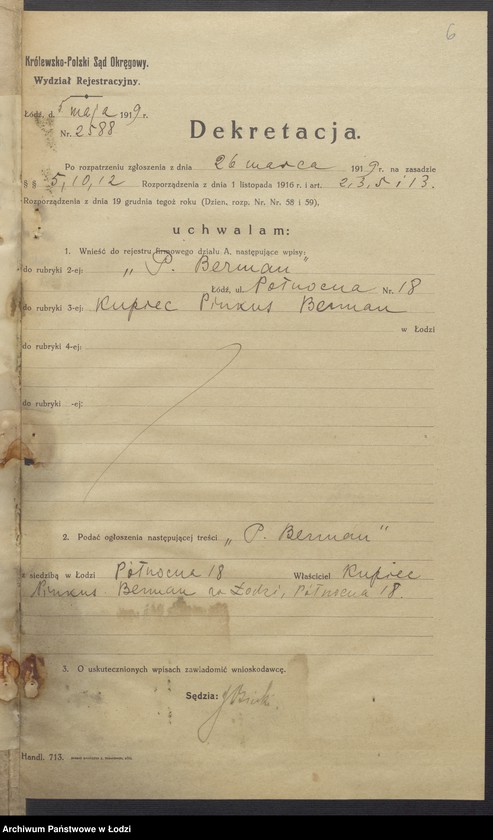 6
Królewsko-Polski Sąd Okręgowy.
Wydział Rejestracyjny.
Łódź, d. 5 maja 1919 r.
Nr. 2588
Dekretacja.
Po rozpatrzeniu zgłoszenia z dnia 26 marca 1919 r. na zasadzie
§ § 5, 10, 12 Rozporządzenia z dnia 1 listopada 1916 r. i art. 2, 3, 5 i 13.
Rozporządzenia z dnia 19 grudnia tegoż roku (Dzien. rozp. Nr. Nr. 58 i 59).
uchwalam:
1. Wnieść do rejestru firmowego działu A, następujące wpisy:
do rubryki 2-ej: „P. Berman"
Łódź, ul. Północna Nr. 18
do rubryki 3-ej: Kupiec Pinkus Berman
w Łodzi
do rubryki 4-ej:
do rubryki -ej:
2. Podać ogłoszenia następującej treści „P. Berman"
z siedzibą w Łodzi Północna 18 Właściciel Kupiec
Pinkus Berman w Łodzi, Północna 18.
3. O uskutecznionych wpisach zawiadomić wnioskodawcę.
Sędzia:
Handl. 713.
Archiwum Państwowe w Łodzi